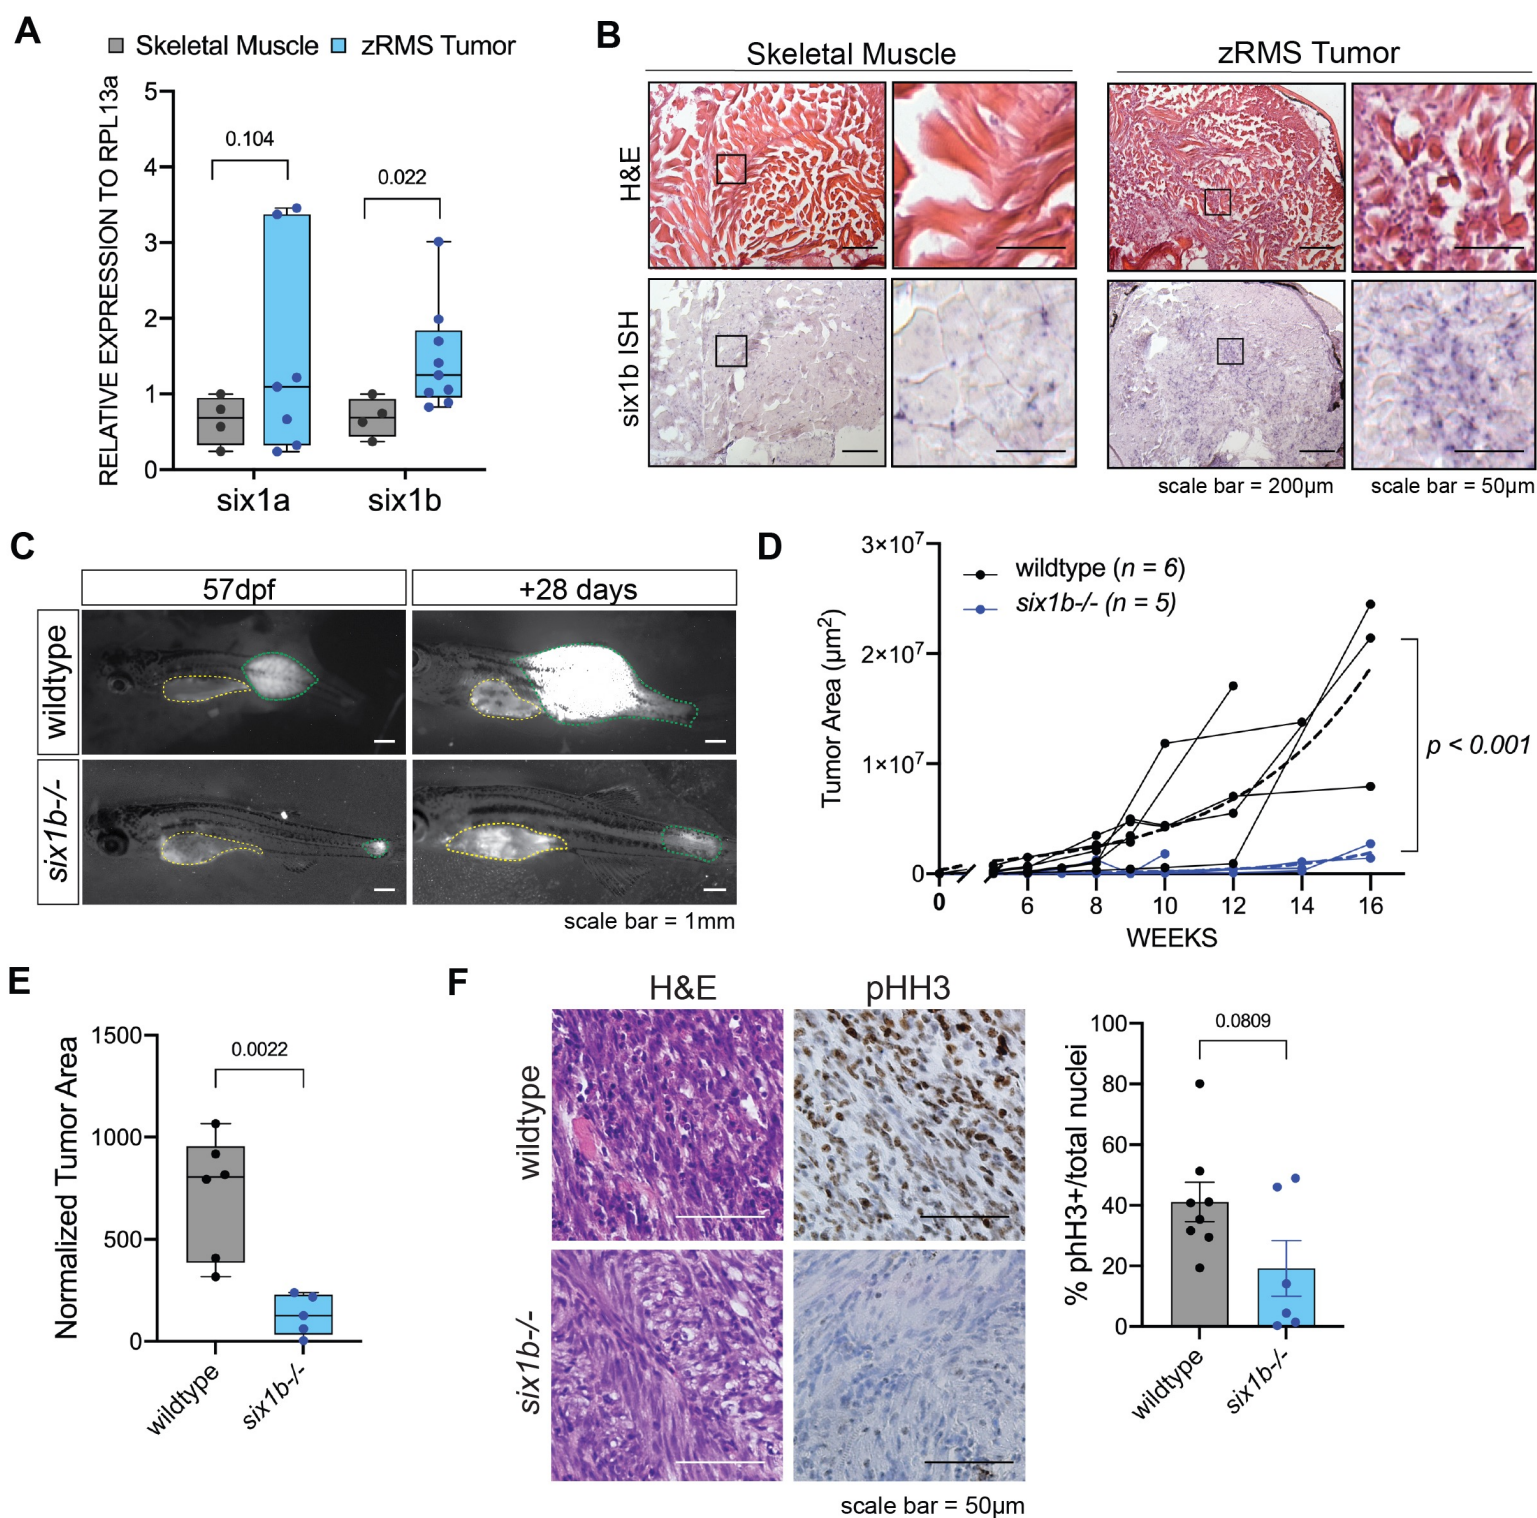 A
Skeletal Muscle zRMS Tumor
RELATIVE EXPRESSION TO RPL13a
5
4
3
2
1
0
0.104
0.022
six1a six1b
B
Skeletal Muscle zRMS Tumor
H&E
six1b ISH
scale bar = 200µm scale bar = 50µm
C
57dpf +28 days
wildtype
six1b-/-
scale bar = 1mm
D
wildtype (n = 6)
six1b-/- (n = 5)
Tumor Area (µm²)
3×10⁷
2×10⁷
1×10⁷
0
p < 0.001
0 6 8 10 12 14 16
WEEKS
E
Normalized Tumor Area
1500
1000
500
0
0.0022
wildtype six1b-/-
F
H&E pHH3
wildtype
six1b-/-
scale bar = 50µm
% phH3+/total nuclei
100
80
60
40
20
0
0.0809
wildtype six1b-/-